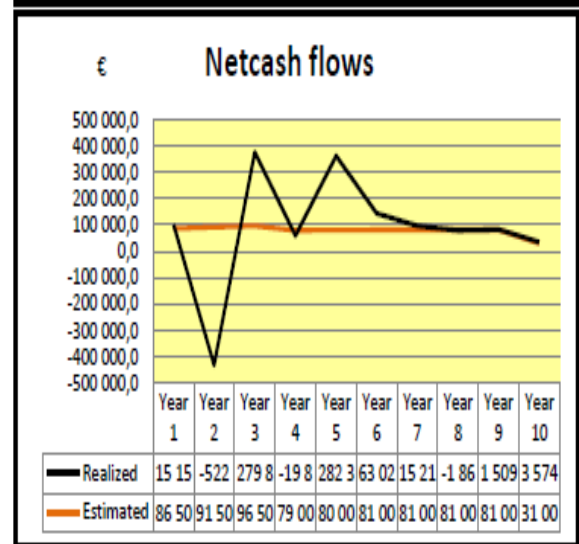 € Netcash flows
500 000,0
400 000,0
300 000,0
200 000,0
100 000,0
0,0
-100 000,0
-200 000,0
-300 000,0
-400 000,0
-500 000,0
Year Year Year Year Year Year Year Year Year Year
1 2 3 4 5 6 7 8 9 10
Realized 15 15 -522 279 8 -19 8 282 3 63 02 15 21 -1 86 1 509 3 574
Estimated 86 50 91 50 96 50 79 00 80 00 81 00 81 00 81 00 81 00 31 00